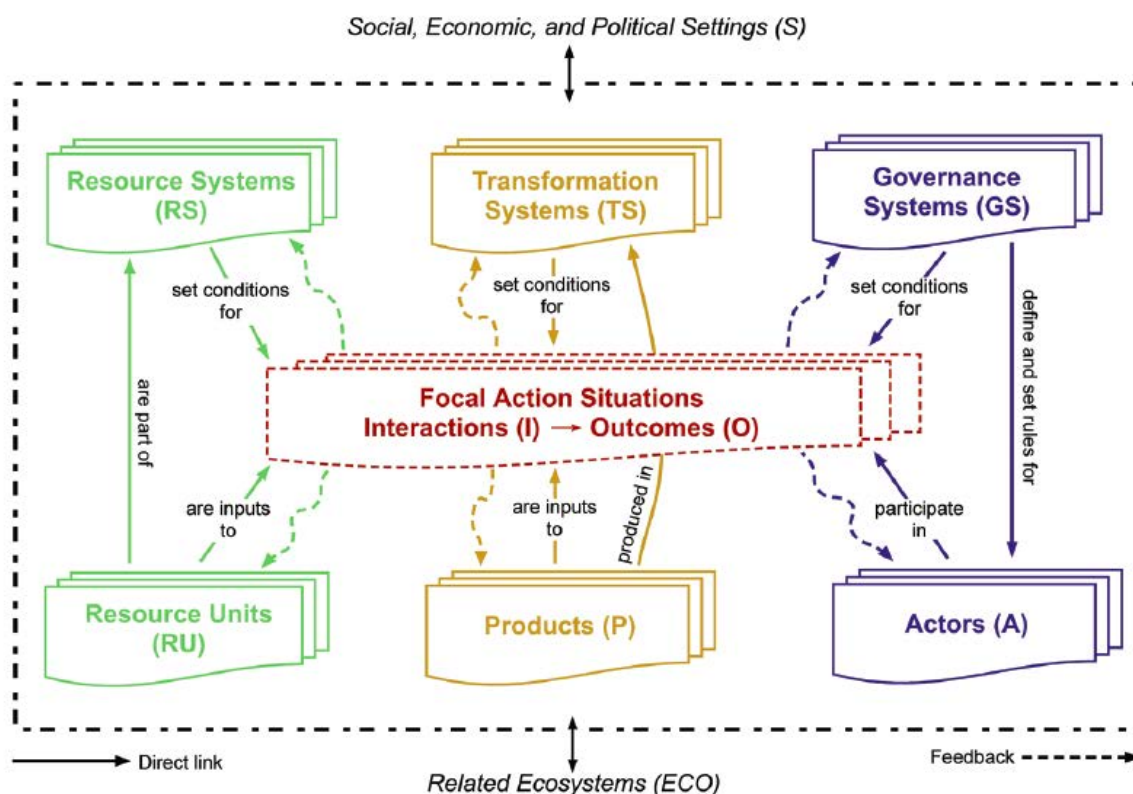 Social, Economic, and Political Settings (S)
Resource Systems
(RS)
Transformation
Systems (TS)
Governance
Systems (GS)
set conditions
for
set conditions
for
set conditions
for
define and set rules for
are part of
Focal Action Situations
Interactions (I) → Outcomes (O)
are inputs
to
are inputs
to
produced in
participate
in
Resource Units
(RU)
Products (P)
Actors (A)
Direct link
Feedback
Related Ecosystems (ECO)